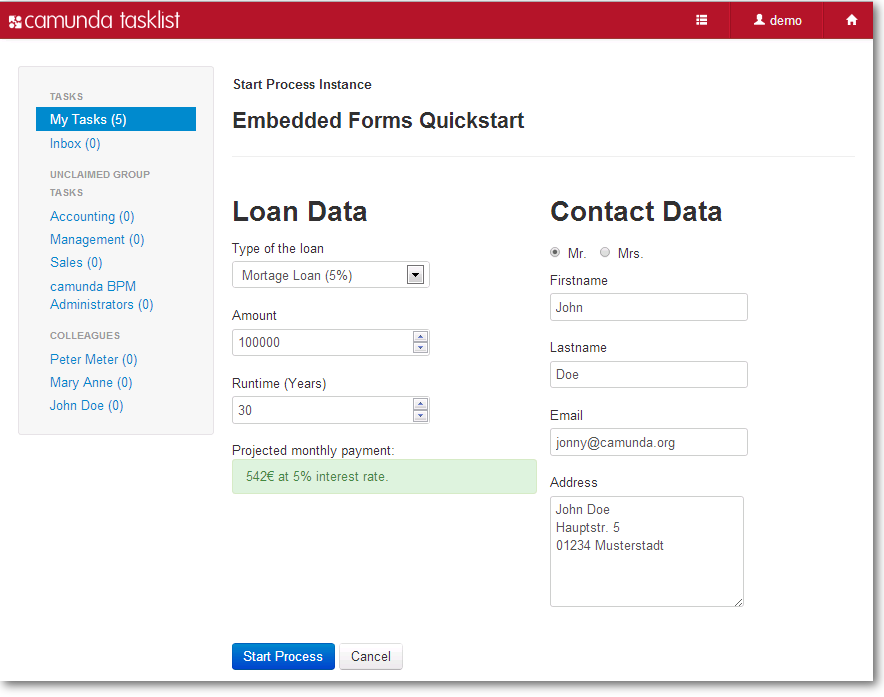 camunda tasklist
demo
TASKS
My Tasks (5)
Inbox (0)
UNCLAIMED GROUP
TASKS
Accounting (0)
Management (0)
Sales (0)
camunda BPM
Administrators (0)
COLLEAGUES
Peter Meter (0)
Mary Anne (0)
John Doe (0)
Start Process Instance
Embedded Forms Quickstart
Loan Data
Type of the loan
Mortage Loan (5%)
Amount
100000
Runtime (Years)
30
Projected monthly payment:
542€ at 5% interest rate.
Contact Data
Mr. Mrs.
Firstname
John
Lastname
Doe
Email
jonny@camunda.org
Address
John Doe
Hauptstr. 5
01234 Musterstadt
Start Process
Cancel